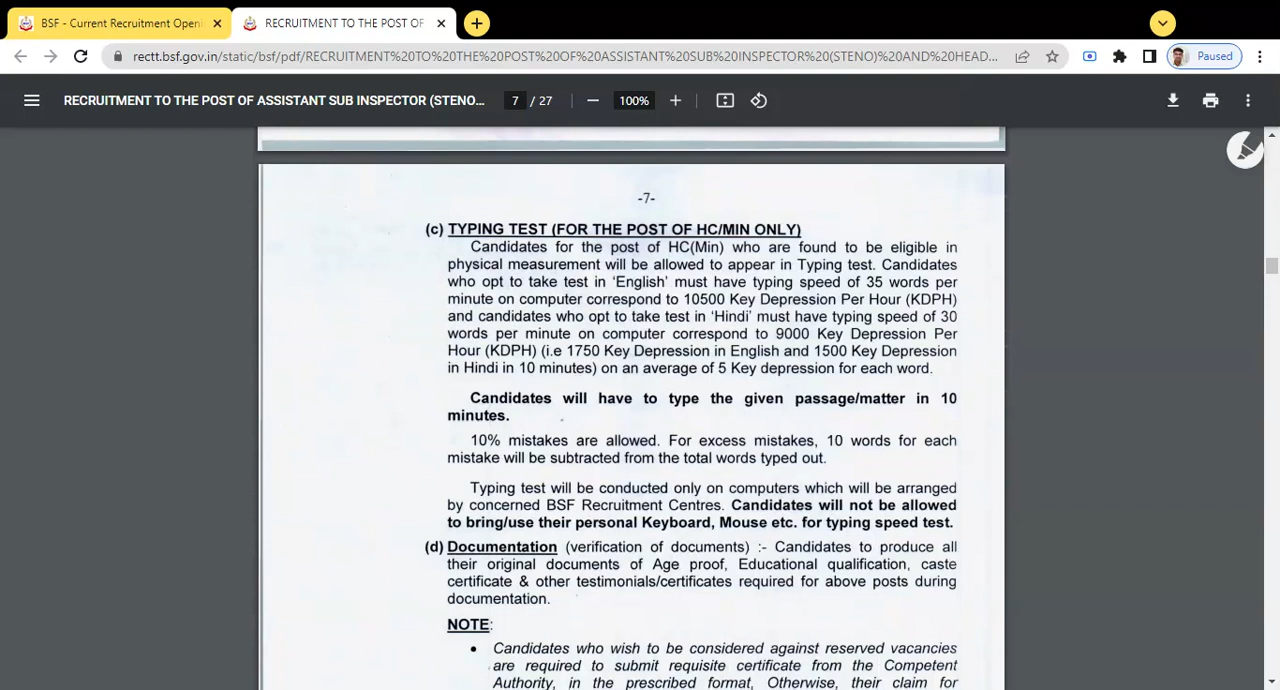 BSF - Current Recruitment Openi
RECRUITMENT TO THE POST OF
rectt.bsf.gov.in/static/bsf/pdf/RECRUITMENT%20TO%20THE%20POST%20OF%20ASSISTANT%20SUB%20INSPECTOR%20(STENO)%20AND%20HEAD...
Paused
RECRUITMENT TO THE POST OF ASSISTANT SUB INSPECTOR (STENO...
7 / 27
100%
-7-
(c) TYPING TEST (FOR THE POST OF HC/MIN ONLY)
Candidates for the post of HC(Min) who are found to be eligible in
physical measurement will be allowed to appear in Typing test. Candidates
who opt to take test in ‘English’ must have typing speed of 35 words per
minute on computer correspond to 10500 Key Depression Per Hour (KDPH)
and candidates who opt to take test in ‘Hindi’ must have typing speed of 30
words per minute on computer correspond to 9000 Key Depression Per
Hour (KDPH) (i.e 1750 Key Depression in English and 1500 Key Depression
in Hindi in 10 minutes) on an average of 5 Key depression for each word.
Candidates will have to type the given passage/matter in 10
minutes.
10% mistakes are allowed. For excess mistakes, 10 words for each
mistake will be subtracted from the total words typed out.
Typing test will be conducted only on computers which will be arranged
by concerned BSF Recruitment Centres. Candidates will not be allowed
to bring/use their personal Keyboard, Mouse etc. for typing speed test.
(d) Documentation (verification of documents) :- Candidates to produce all
their original documents of Age proof, Educational qualification, caste
certificate & other testimonials/certificates required for above posts during
documentation.
NOTE:
• Candidates who wish to be considered against reserved vacancies
are required to submit requisite certificate from the Competent
Authority, in the prescribed format, Otherwise, their claim for